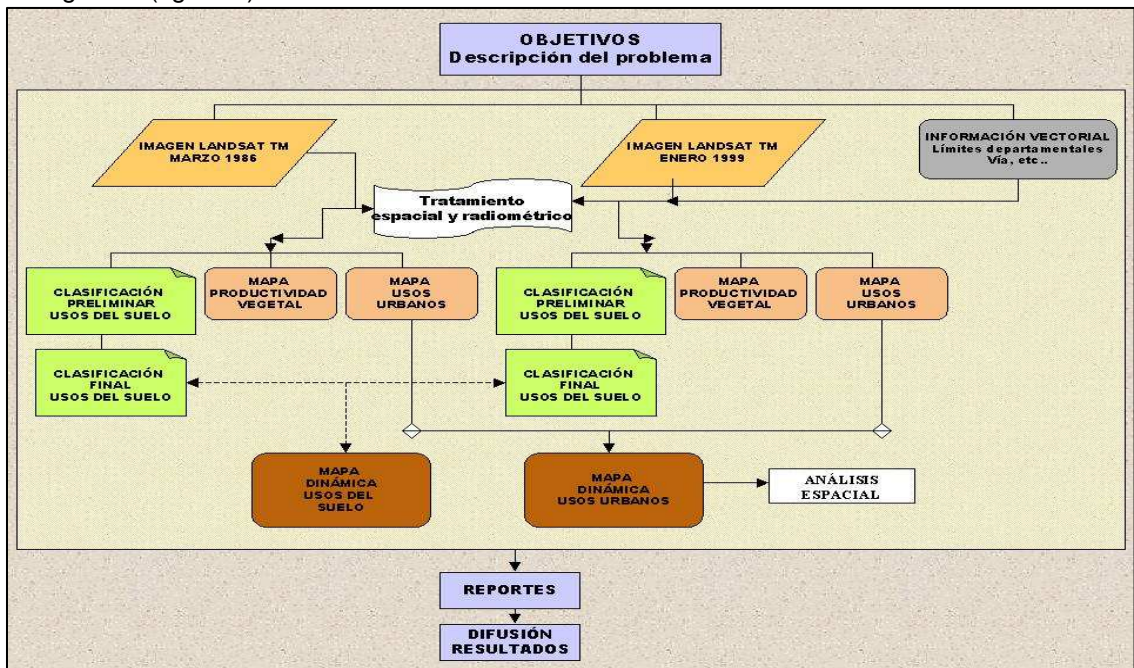 OBJETIVOS
Descripción del problema
IMAGEN LANDSAT TM
MARZO 1986
IMAGEN LANDSAT TM
ENERO 1999
INFORMACIÓN VECTORIAL
Límites departamentales
Vía, etc..
Tratamiento
espacial y radiométrico
CLASIFICACIÓN
PRELIMINAR
USOS DEL SUELO
MAPA
PRODUCTIVIDAD
VEGETAL
MAPA
USOS
URBANOS
CLASIFICACIÓN
PRELIMINAR
USOS DEL SUELO
MAPA
PRODUCTIVIDAD
VEGETAL
MAPA
USOS
URBANOS
CLASIFICACIÓN
FINAL
USOS DEL SUELO
CLASIFICACIÓN
FINAL
USOS DEL SUELO
MAPA
DINÁMICA
USOS DEL
SUELO
MAPA
DINÁMICA
USOS URBANOS
ANÁLISIS
ESPACIAL
REPORTES
DIFUSIÓN
RESULTADOS